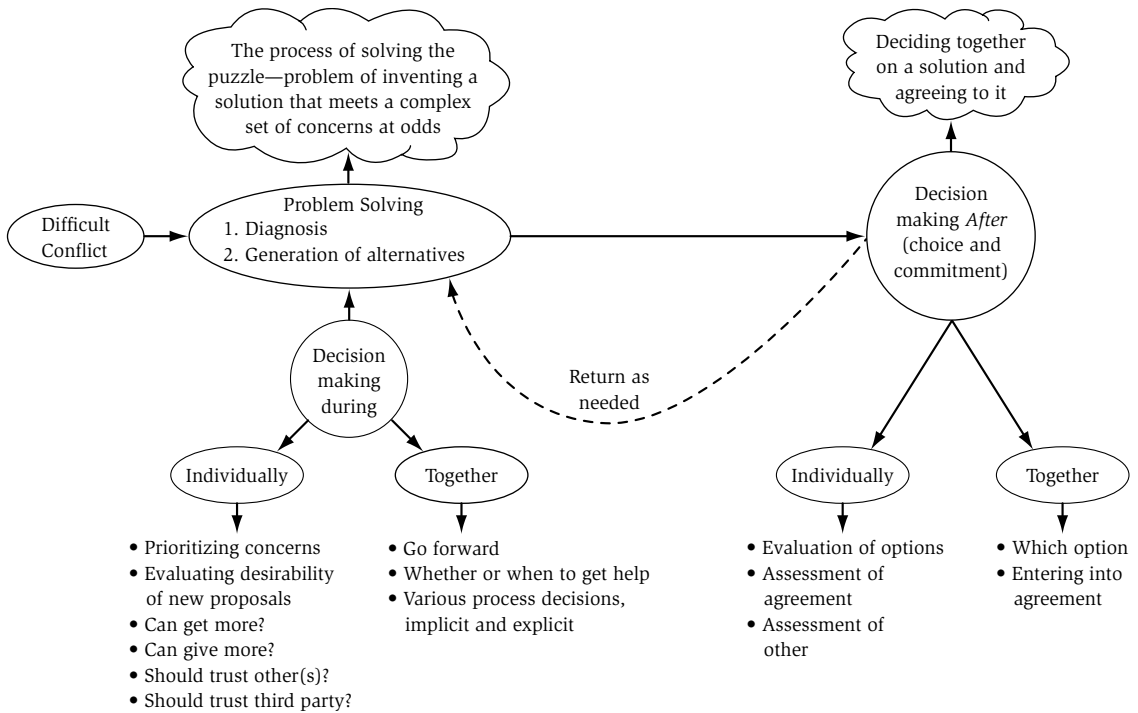 The process of solving the
puzzle—problem of inventing a
solution that meets a complex
set of concerns at odds
Deciding together
on a solution and
agreeing to it
Difficult
Conflict
Problem Solving
1. Diagnosis
2. Generation of alternatives
Decision
making After
(choice and
commitment)
Decision
making
during
Return as
needed
Individually
Together
Individually
Together
• Prioritizing concerns
• Evaluating desirability
of new proposals
• Can get more?
• Can give more?
• Should trust other(s)?
• Should trust third party?
• Go forward
• Whether or when to get help
• Various process decisions,
implicit and explicit
• Evaluation of options
• Assessment of
agreement
• Assessment of
other
• Which option
• Entering into
agreement